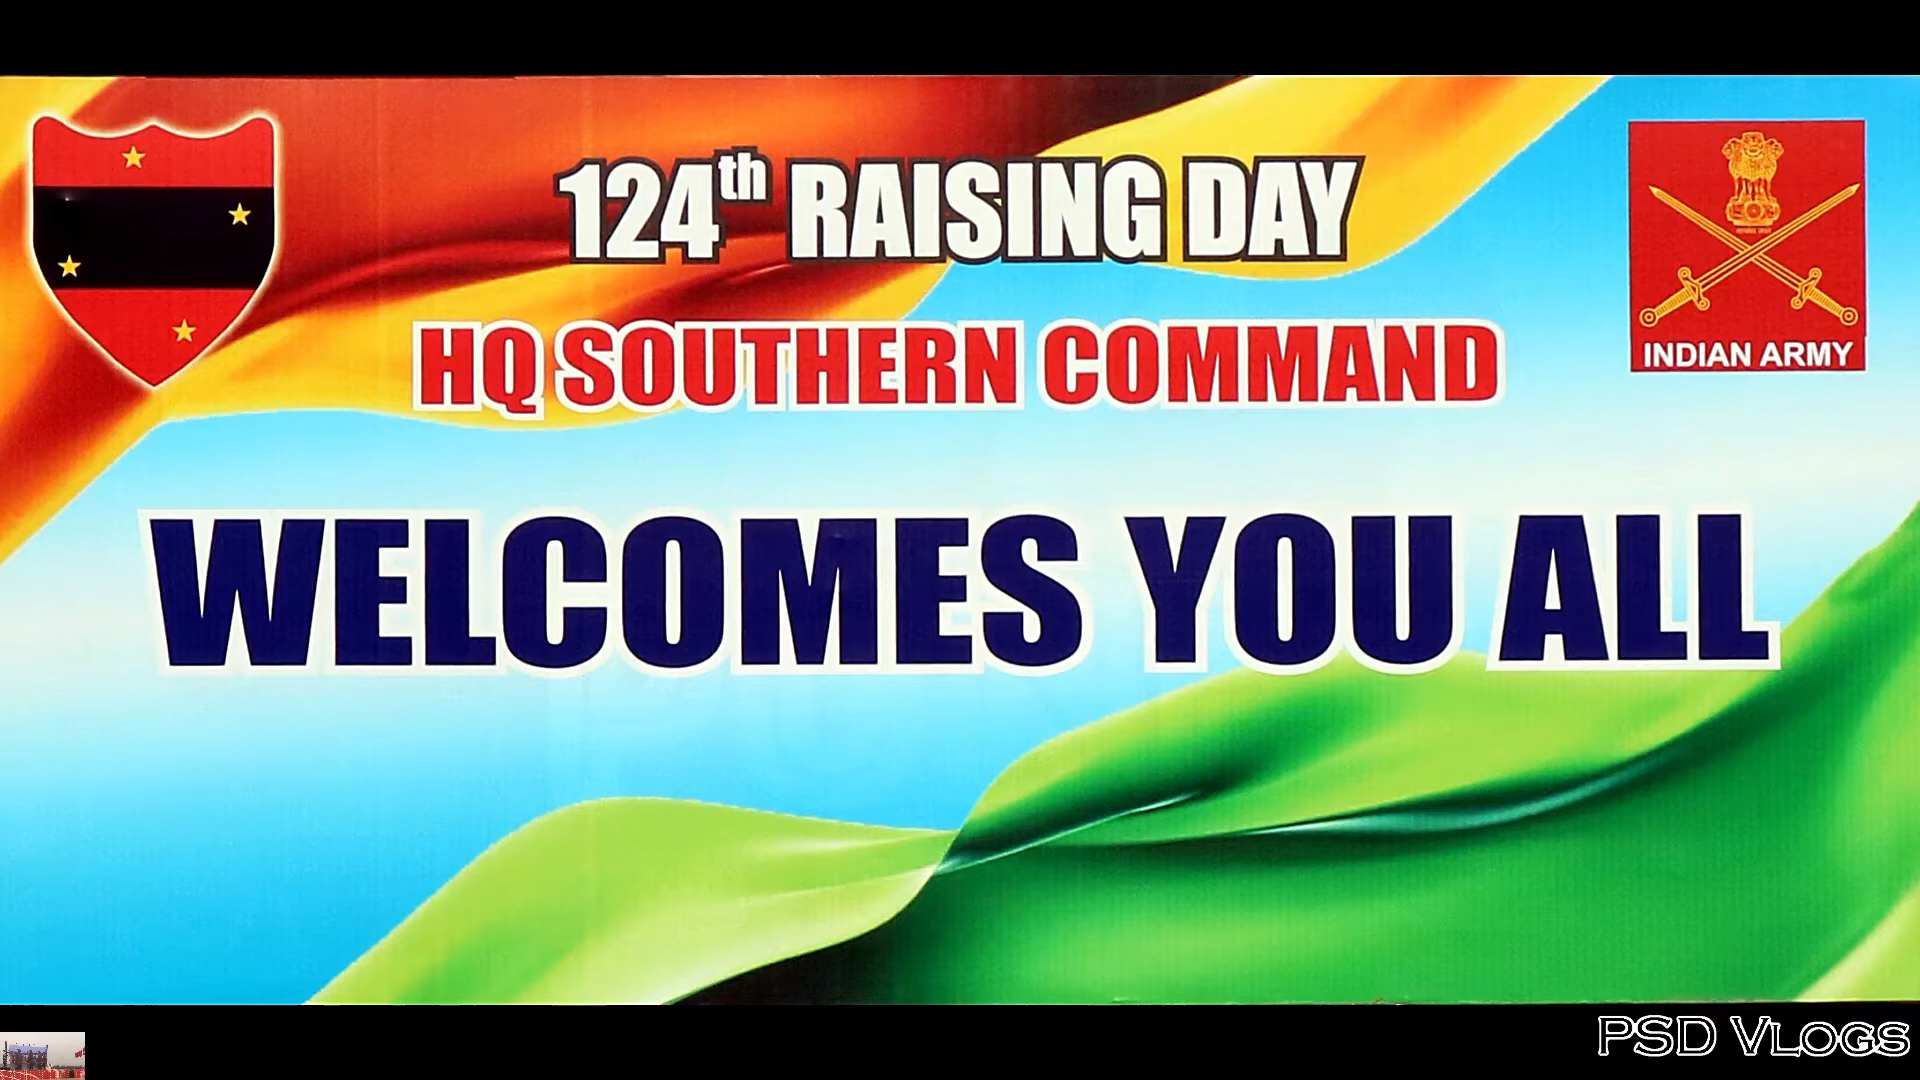 124th RAISING DAY
HQ SOUTHERN COMMAND
INDIAN ARMY
WELCOMES YOU ALL
PSD VLOGS